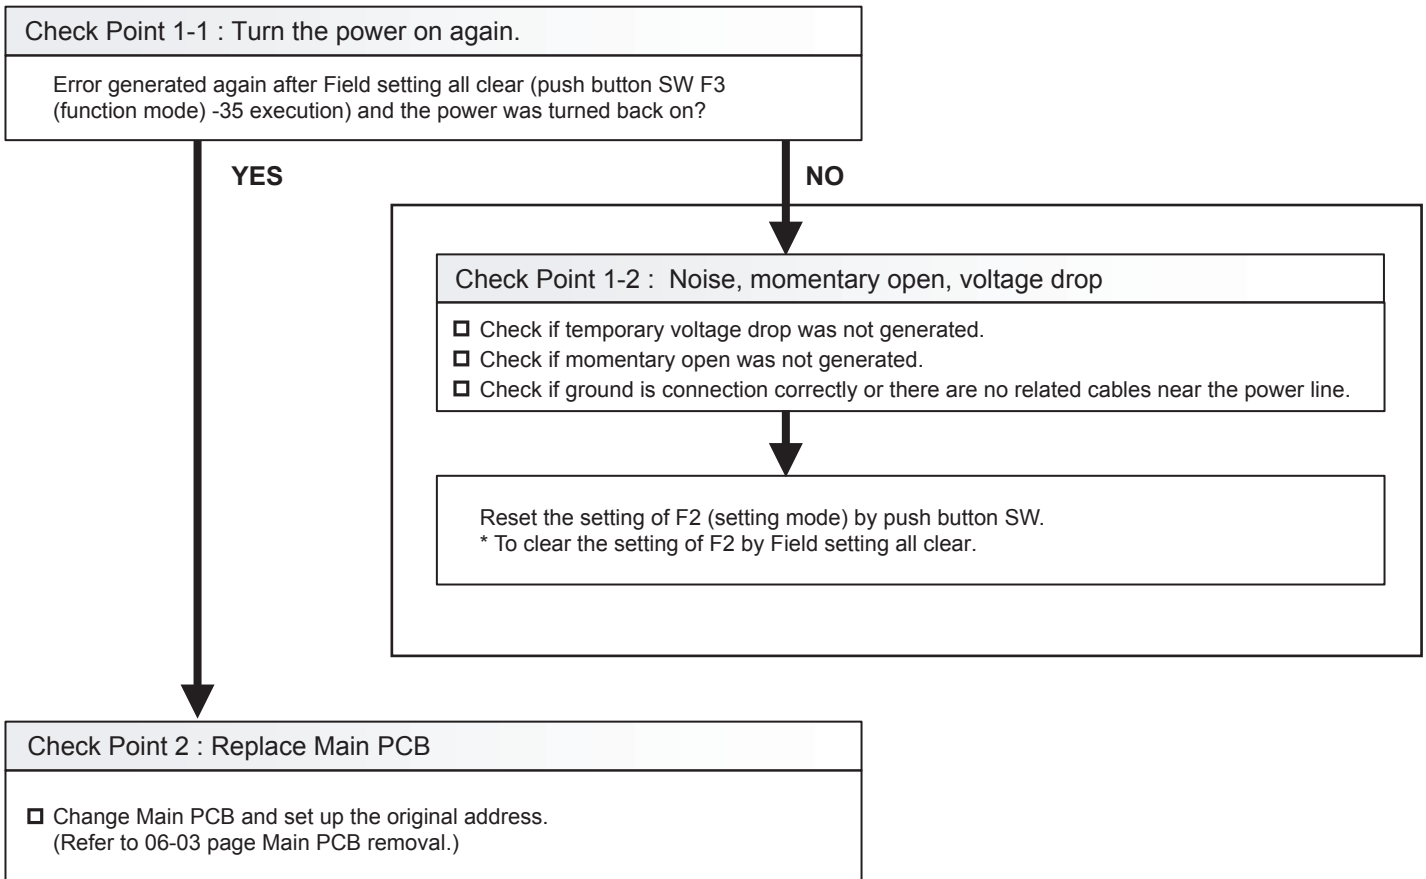 Check Point 1-1 : Turn the power on again.
Error generated again after Field setting all clear (push button SW F3
(function mode) -35 execution) and the power was turned back on?
YES
NO
Check Point 1-2 : Noise, momentary open, voltage drop
Check if temporary voltage drop was not generated.
Check if momentary open was not generated.
Check if ground is connection correctly or there are no related cables near the power line.
Reset the setting of F2 (setting mode) by push button SW.
* To clear the setting of F2 by Field setting all clear.
Check Point 2 : Replace Main PCB
Change Main PCB and set up the original address.
(Refer to 06-03 page Main PCB removal.)